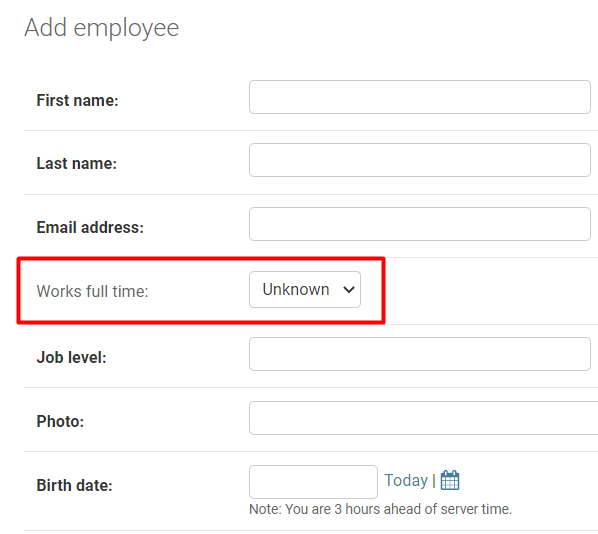 Add employee
First name:
Last name:
Email address:
Works full time: Unknown
Job level:
Photo:
Birth date: Today |
Note: You are 3 hours ahead of server time.